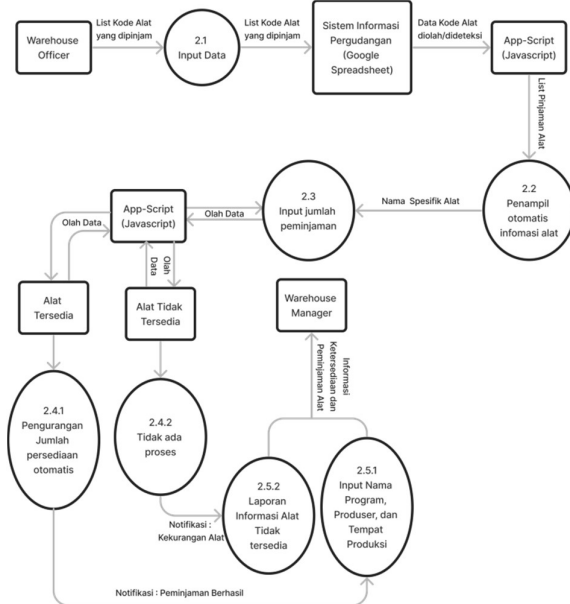 Warehouse
Officer
List Kode Alat
yang dipinjam
2.1
Input Data
List Kode Alat
yang dipinjam
Sistem Informasi
Pergudangan
(Google
Spreadsheet)
Data Kode Alat
diolah/dideteksi
App-Script
(Javascript)
List Pinjaman Alat
2.2
Penampil
otomatis
infomasi alat
Nama Spesifik Alat
2.3
Input jumlah
peminjaman
Olah Data
App-Script
(Javascript)
Olah Data
Olah
Data
Alat
Tersedia
Alat Tidak
Tersedia
Warehouse
Manager
Informasi
Ketersediaan dan
Peminjaman Alat
2.4.1
Pengurangan
Jumlah
persediaan
otomatis
2.4.2
Tidak ada
proses
Notifikasi :
Kekurangan Alat
2.5.2
Laporan
Informasi Alat
Tidak
tersedia
2.5.1
Input Nama
Program,
Produser, dan
Tempat
Produksi
Notifikasi : Peminjaman Berhasil